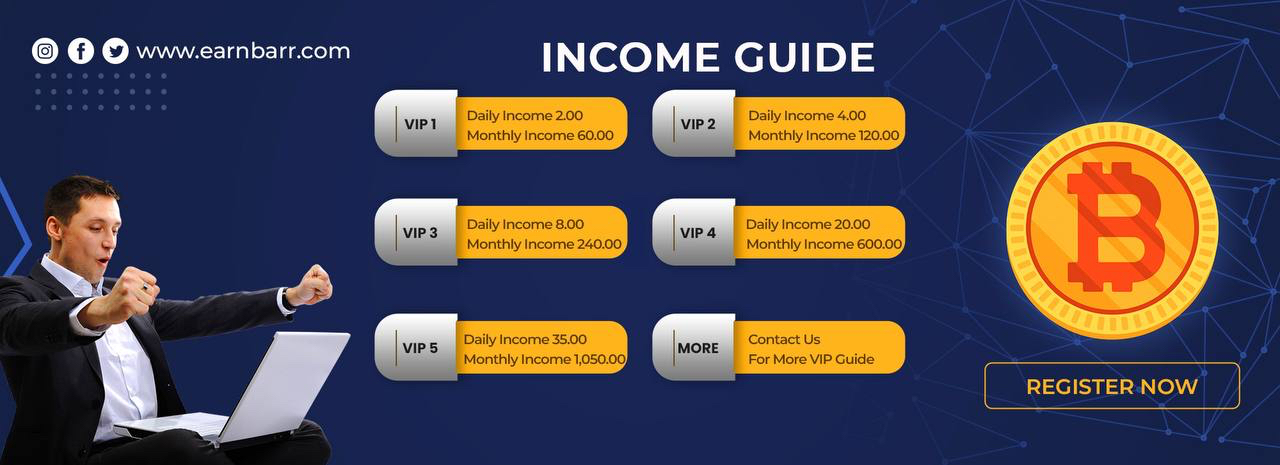 www.earnbarr.com
INCOME GUIDE
VIP 1
Daily Income 2.00
Monthly Income 60.00
VIP 2
Daily Income 4.00
Monthly Income 120.00
VIP 3
Daily Income 8.00
Monthly Income 240.00
VIP 4
Daily Income 20.00
Monthly Income 600.00
VIP 5
Daily Income 35.00
Monthly Income 1,050.00
MORE
Contact Us
For More VIP Guide
REGISTER NOW